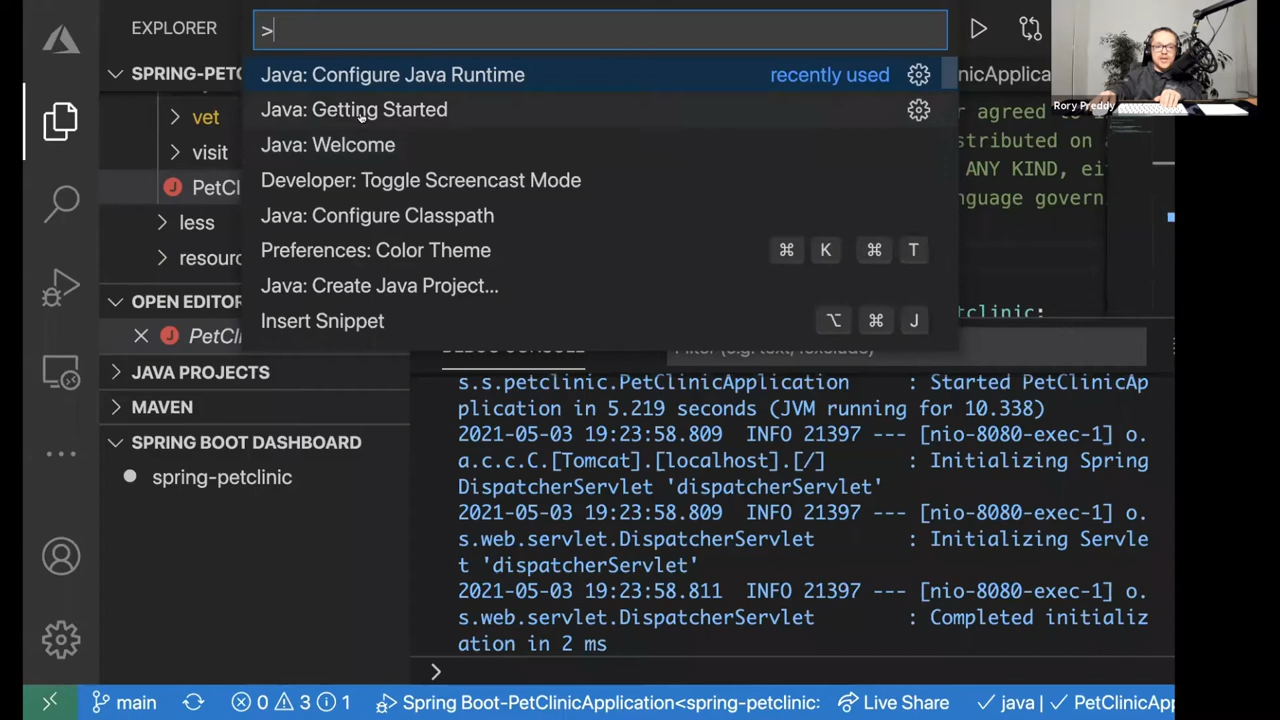 EXPLORER
>
SPRING-PETC
Java: Configure Java Runtime
recently used
nicApplica
Java: Getting Started
Rory Preddy
agreed to
vet
Java: Welcome
stributed on a
visit
Developer: Toggle Screencast Mode
ANY KIND, ei
PetCl
Java: Configure Classpath
nguage govern
less
Preferences: Color Theme
⌘ K ⌘ T
resourc
Java: Create Java Project...
OPEN EDITOR
Insert Snippet
⌥ ⌘ J
tclinic;
PetCli
DEBUG CONSOLE
Filter (e.g. text, !exclude)
JAVA PROJECTS
s.s.petclinic.PetClinicApplication : Started PetClinicAp
MAVEN
plication in 5.219 seconds (JVM running for 10.338)
SPRING BOOT DASHBOARD
2021-05-03 19:23:58.809 INFO 21397 --- [nio-8080-exec-1] o.
a.c.c.C.[Tomcat].[localhost].[/] : Initializing Spring
spring-petclinic
DispatcherServlet 'dispatcherServlet'
2021-05-03 19:23:58.809 INFO 21397 --- [nio-8080-exec-1] o.
s.web.servlet.DispatcherServlet : Initializing Servle
t 'dispatcherServlet'
2021-05-03 19:23:58.811 INFO 21397 --- [nio-8080-exec-1] o.
s.web.servlet.DispatcherServlet : Completed initializ
ation in 2 ms
>
main 0 3 1 Spring Boot-PetClinicApplication<spring-petclinic> Live Share java | PetClinicApp